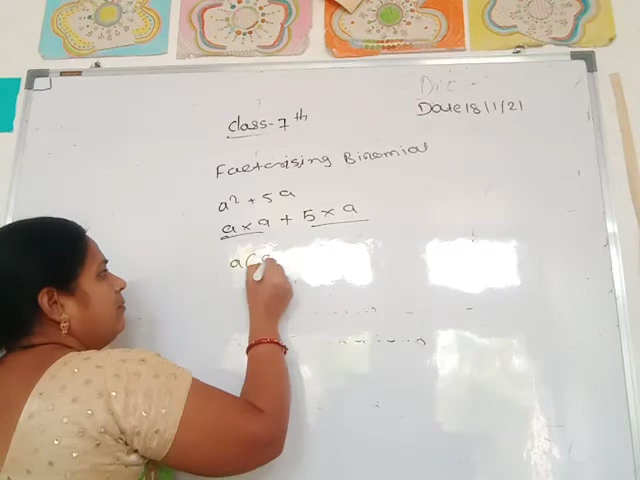 Date 18/1/21
Class-7th
Factorising Binomial
a² + 5a
a × a + 5 × a
a(a